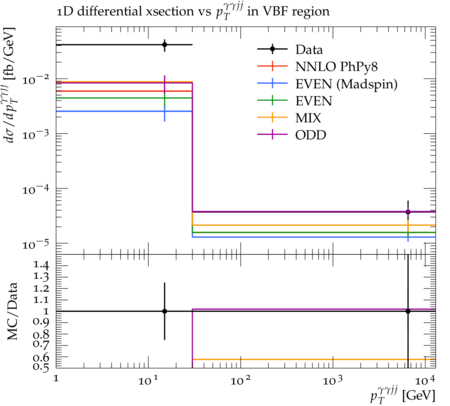 1D differential xsection vs p_T^{γγjj} in VBF region
dσ/dp_T^{γγjj} [fb/GeV]
Data
NNLO PhPy8
EVEN (Madspin)
EVEN
MIX
ODD
10^{−2}
10^{−3}
10^{−4}
10^{−5}
MC/Data
1.4
1.3
1.2
1.1
1
0.9
0.8
0.7
0.6
0.5
1 10^1 10^2 10^3 10^4
p_T^{γγjj} [GeV]